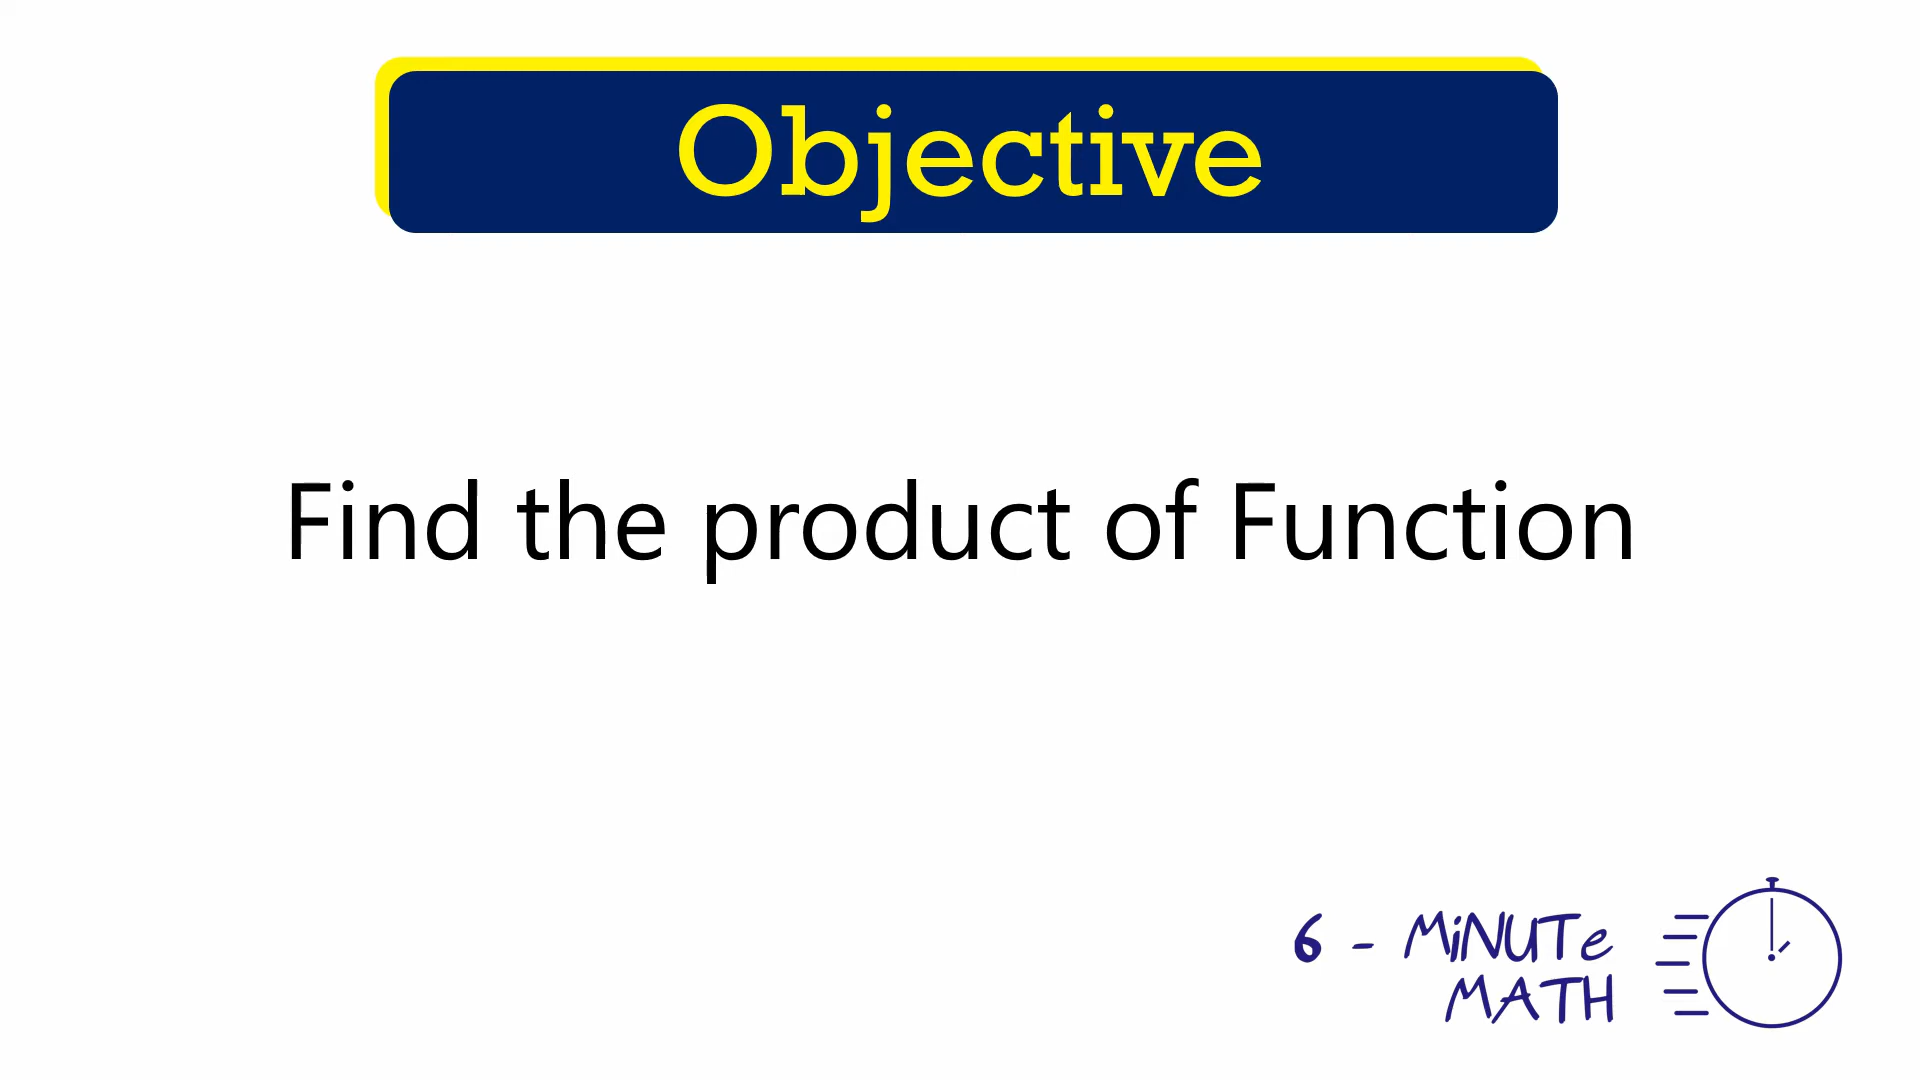 Objective
Find the product of Function
6 - MiNUTe
MATH